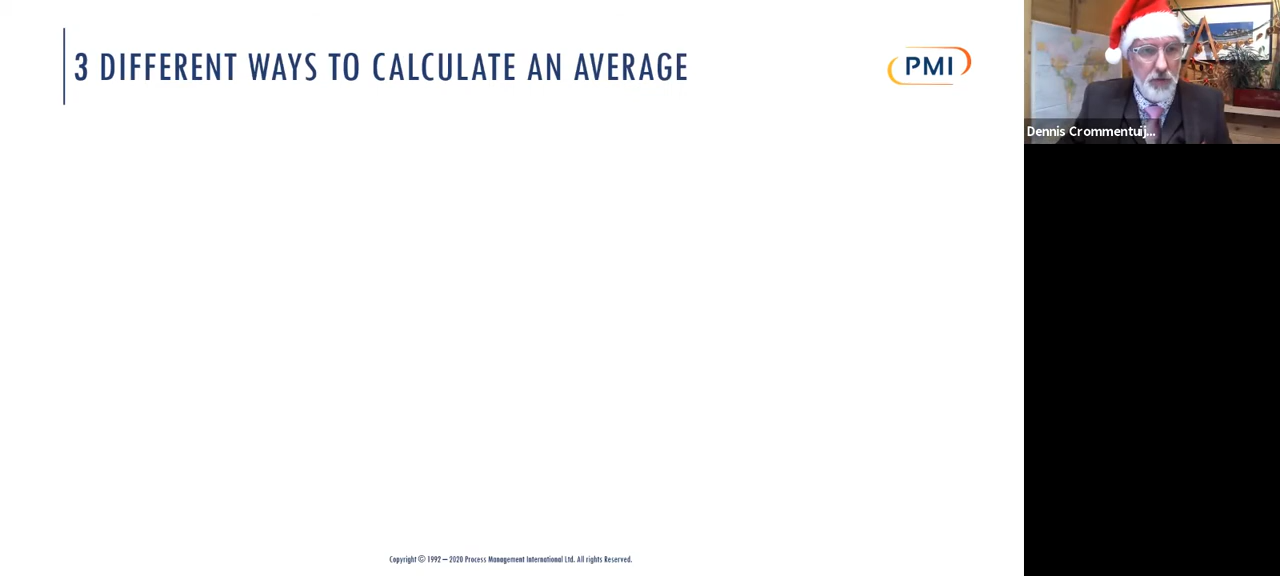 3 DIFFERENT WAYS TO CALCULATE AN AVERAGE
PMI
Dennis Crommentuij...
Copyright © 1992 – 2020 Process Management International Ltd. All rights Reserved.